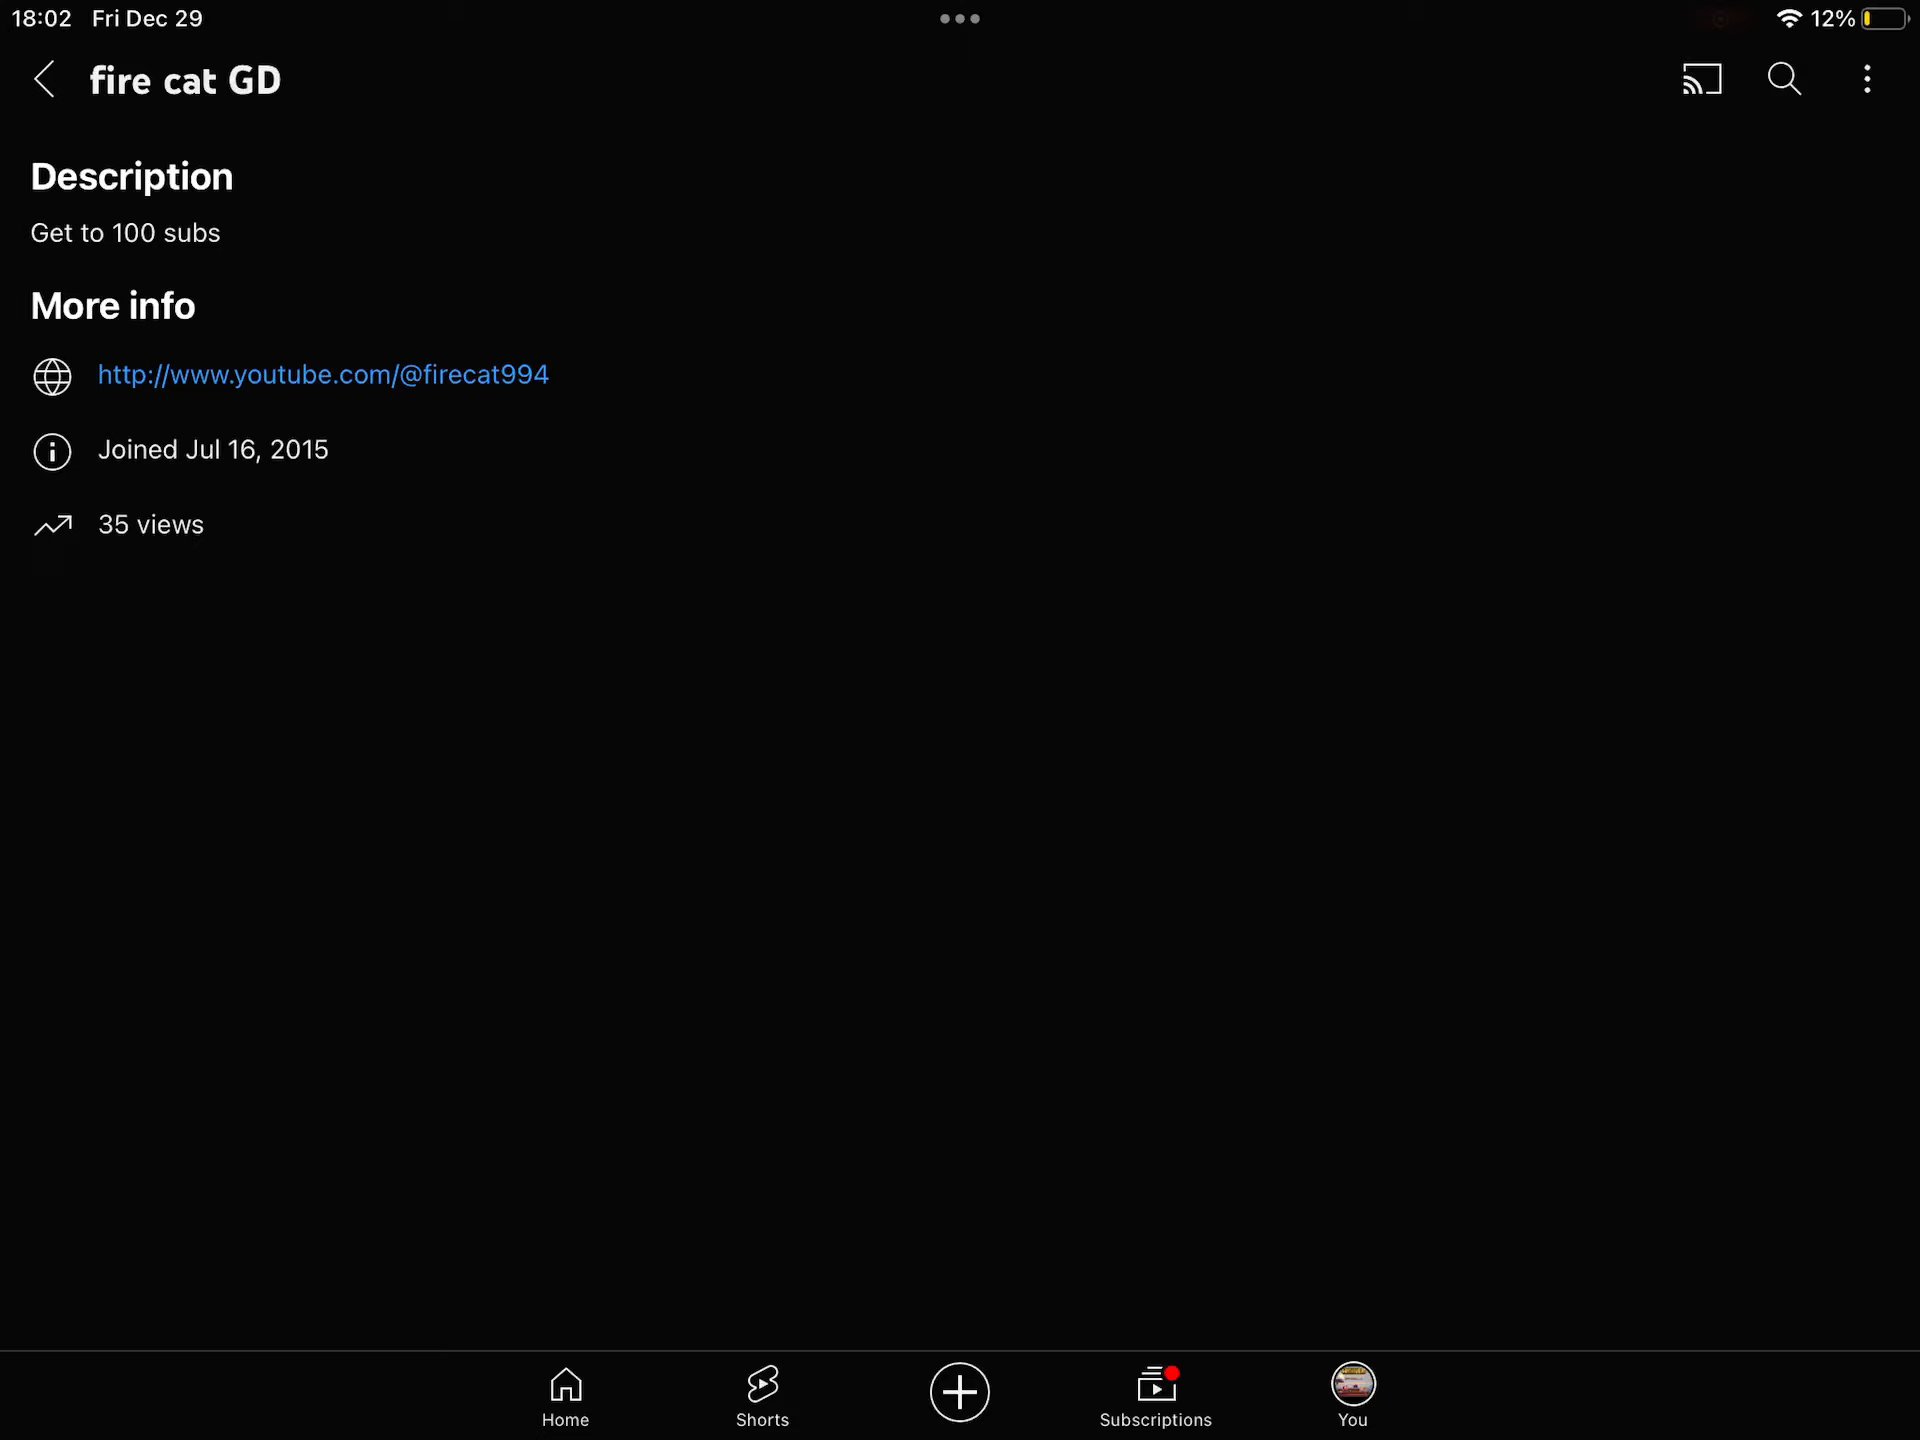 18:02 Fri Dec 29
12%
fire cat GD
Description
Get to 100 subs
More info
http://www.youtube.com/@firecat994
Joined Jul 16, 2015
35 views
Home
Shorts
Subscriptions
You